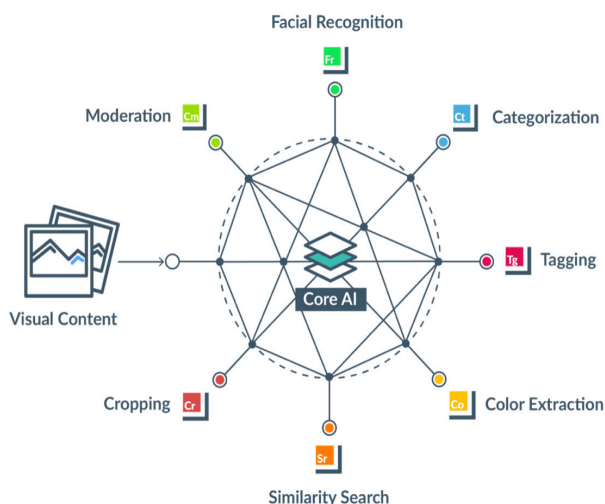 Facial Recognition
Fr
Moderation Cm
Ct Categorization
Tg Tagging
Visual Content
Core AI
Cropping Cr
Co Color Extraction
Sr
Similarity Search